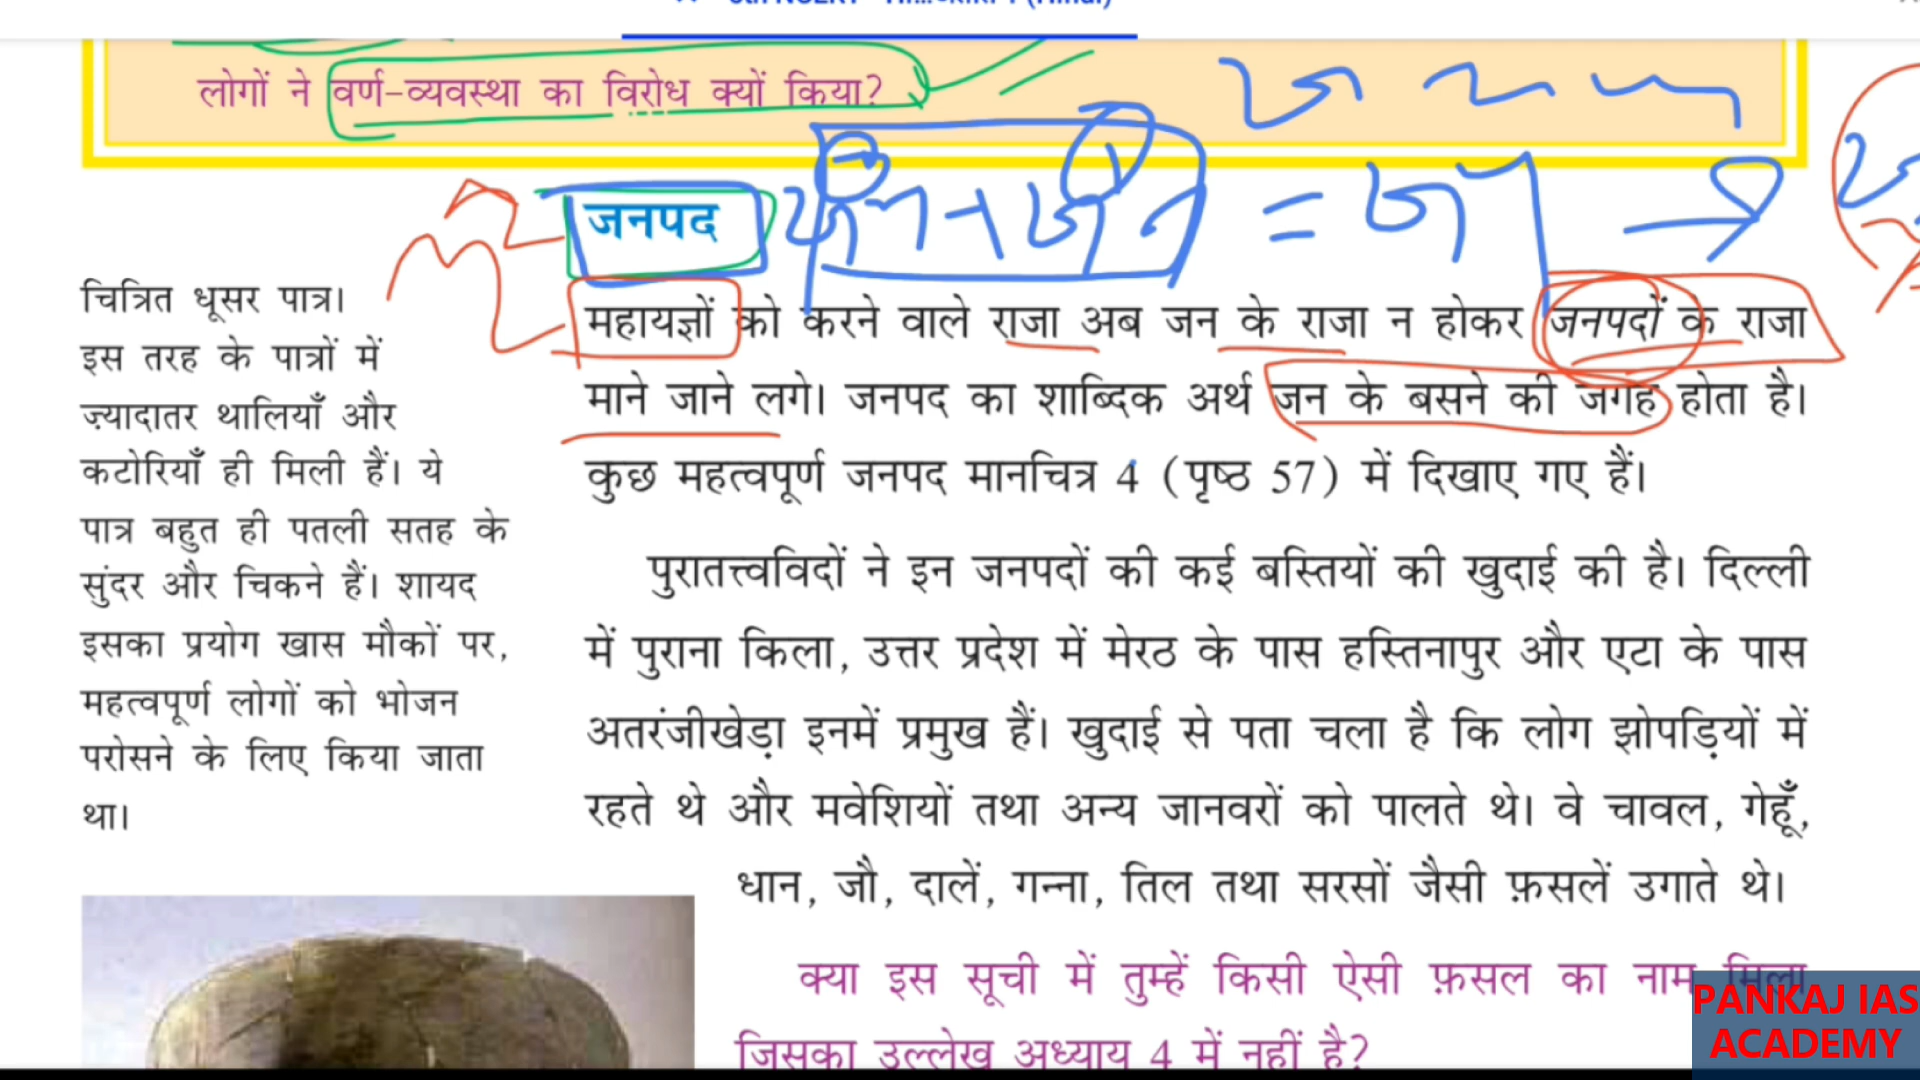 लोगों ने वर्ण-व्यवस्था का विरोध क्यों किया?
जनपद
महायज्ञों को करने वाले राजा अब जन के राजा न होकर जनपदों के राजा
माने जाने लगे। जनपद का शाब्दिक अर्थ जन के बसने की जगह होता है।
कुछ महत्वपूर्ण जनपद मानचित्र 4 (पृष्ठ 57) में दिखाए गए हैं।
पुरातत्त्वविदों ने इन जनपदों की कई बस्तियों की खुदाई की है। दिल्ली
में पुराना किला, उत्तर प्रदेश में मेरठ के पास हस्तिनापुर और एटा के पास
अतरंजीखेड़ा इनमें प्रमुख हैं। खुदाई से पता चला है कि लोग झोपड़ियों में
रहते थे और मवेशियों तथा अन्य जानवरों को पालते थे। वे चावल, गेहूँ,
धान, जौ, दालें, गन्ना, तिल तथा सरसों जैसी फ़सलें उगाते थे।
क्या इस सूची में तुम्हें किसी ऐसी फ़सल का नाम मिला
जिसका उल्लेख अध्याय 4 में नहीं है?
चित्रित धूसर पात्र।
इस तरह के पात्रों में
ज़्यादातर थालियाँ और
कटोरियाँ ही मिली हैं। ये
पात्र बहुत ही पतली सतह के
सुंदर और चिकने हैं। शायद
इसका प्रयोग खास मौकों पर,
महत्वपूर्ण लोगों को भोजन
परोसने के लिए किया जाता
था।
PANKAJ IAS
ACADEMY